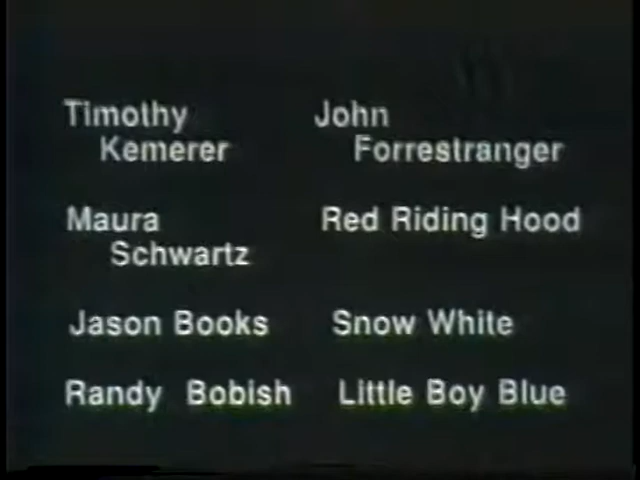 Timothy John
Kemerer Forrestranger
Maura Red Riding Hood
Schwartz
Jason Books Snow White
Randy Bobish Little Boy Blue